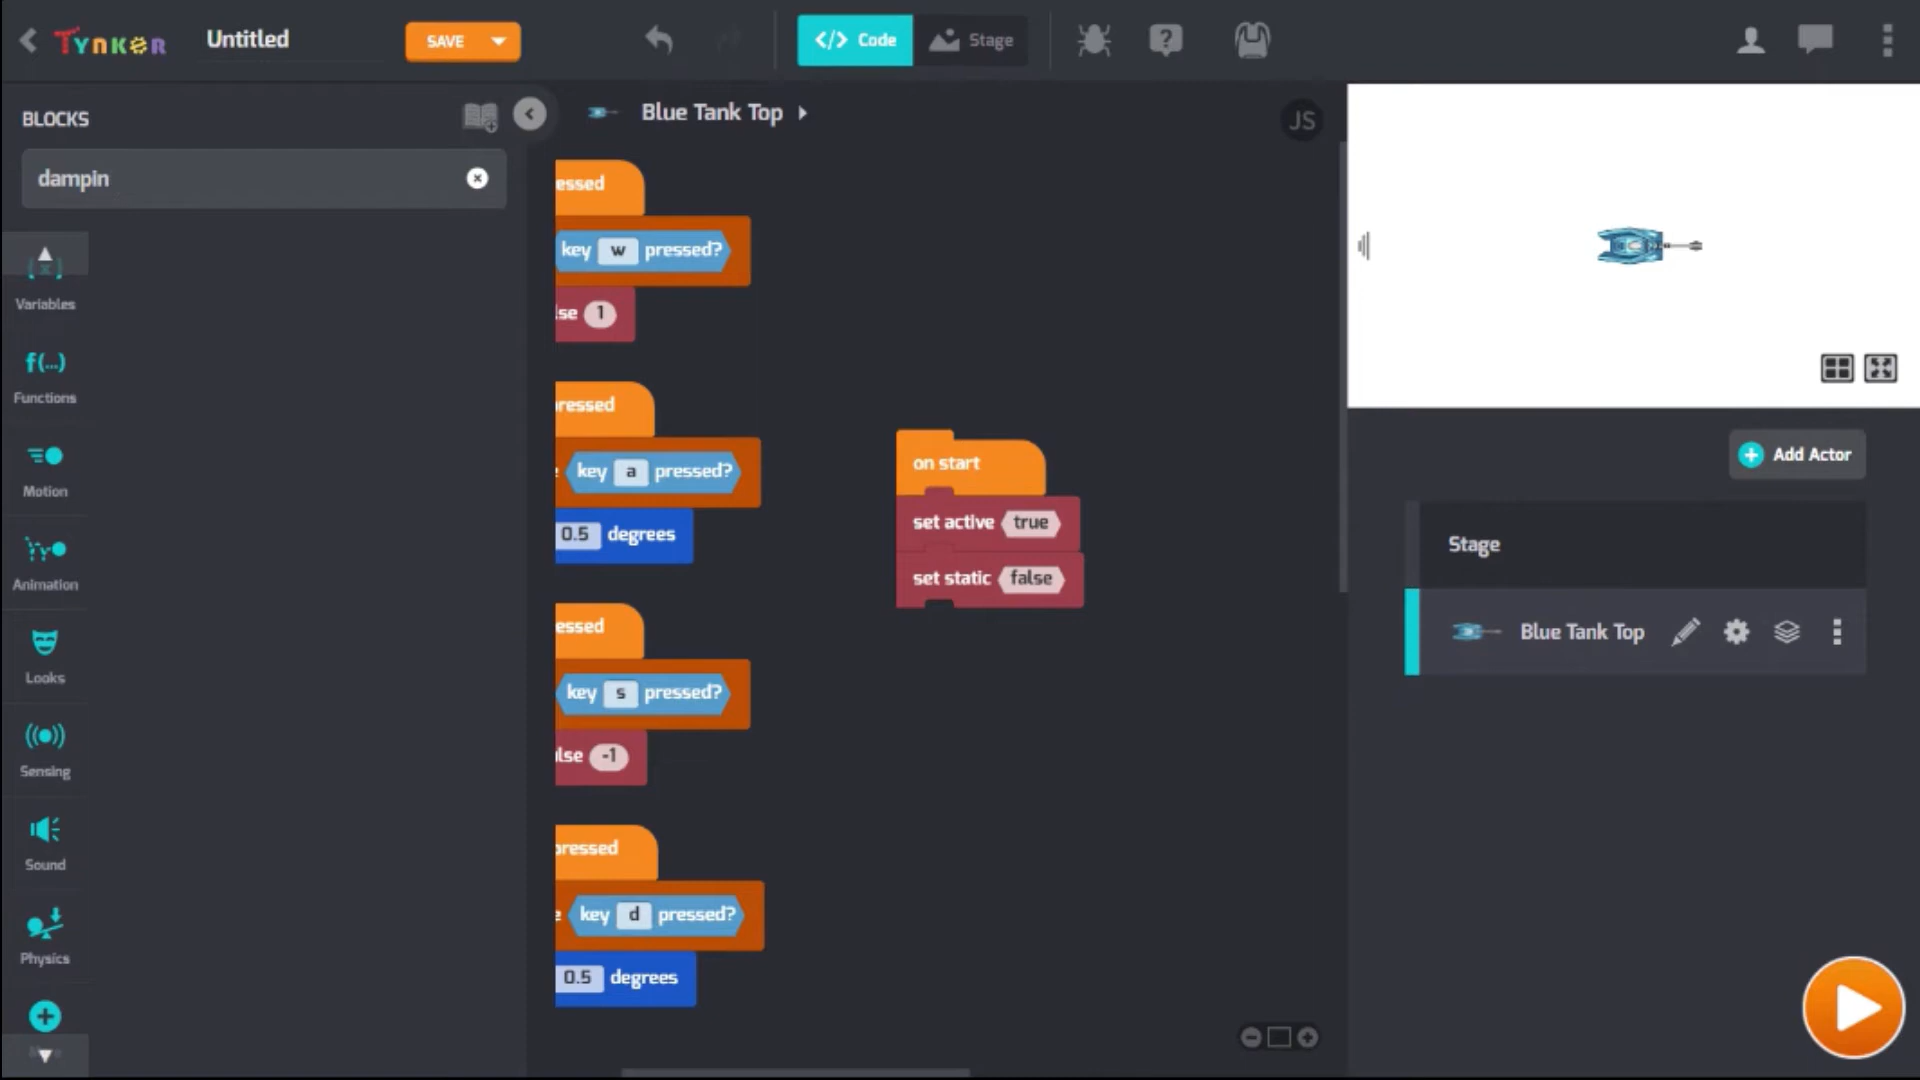 TYNKER
Untitled
SAVE
</> Code
Stage
BLOCKS
dampin
Variables
f(...)
Functions
Motion
Animation
Looks
Sensing
Sound
Physics
Blue Tank Top
JS
essed
key w pressed?
lse 1
ressed
key a pressed?
0.5 degrees
essed
key s pressed?
lse -1
pressed
key d pressed?
0.5 degrees
on start
set active true
set static false
Add Actor
Stage
Blue Tank Top